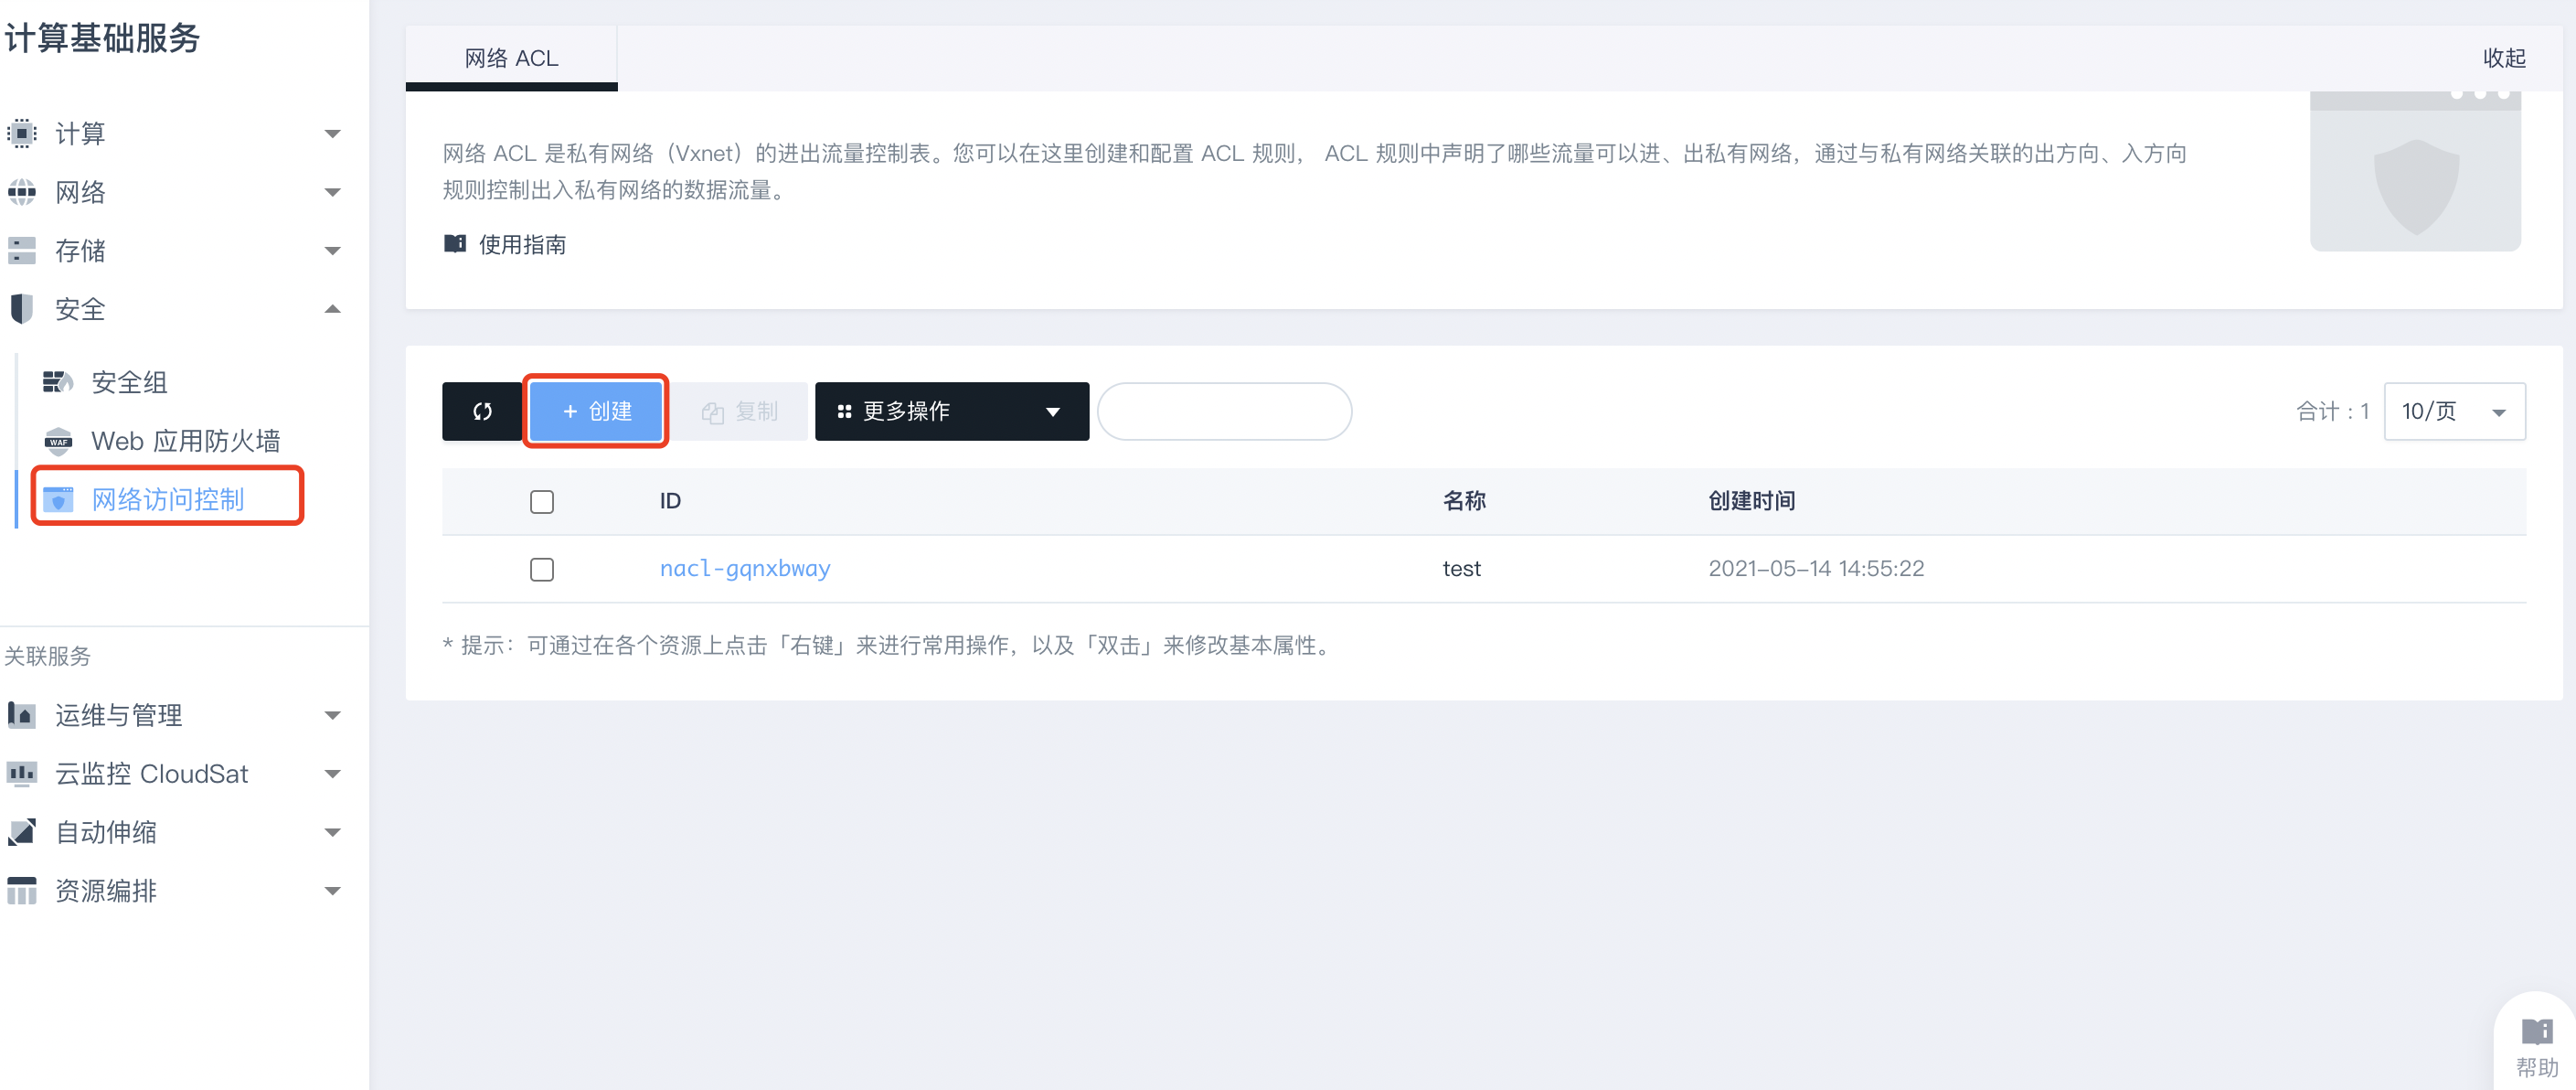 计算基础服务
计算
网络
存储
安全
安全组
WAF
Web 应用防火墙
网络访问控制
关联服务
运维与管理
云监控 CloudSat
自动伸缩
资源编排
网络 ACL
收起
网络 ACL 是私有网络（Vxnet）的进出流量控制表。您可以在这里创建和配置 ACL 规则， ACL 规则中声明了哪些流量可以进、出私有网络，通过与私有网络关联的出方向、入方向
规则控制出入私有网络的数据流量。
使用指南
+ 创建
复制
更多操作
合计 : 1
10/页
ID 名称 创建时间
nacl-gqnxbway test 2021-05-14 14:55:22
* 提示：可通过在各个资源上点击「右键」来进行常用操作，以及「双击」来修改基本属性。
帮助